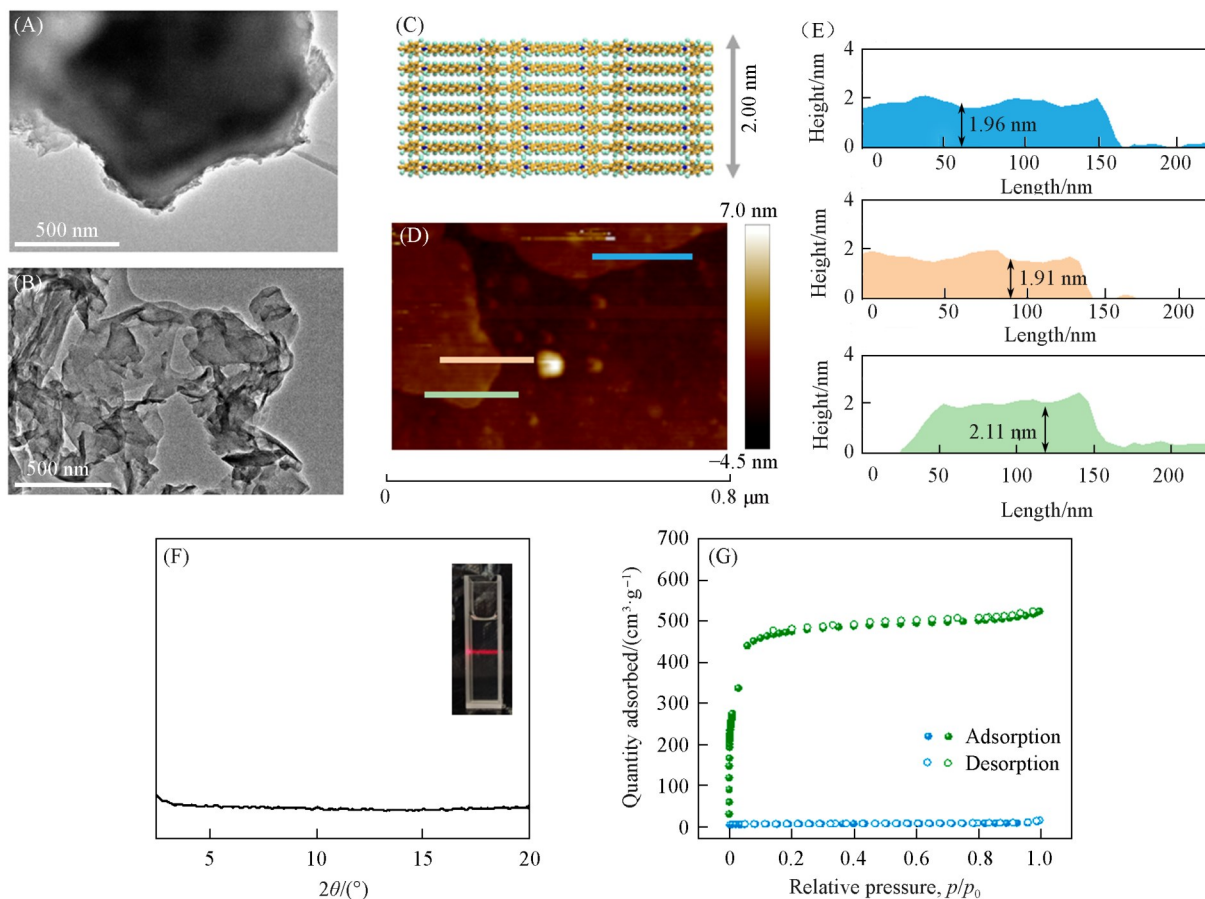 (A)
500 nm
(B)
500 nm
(C)
2.00 nm
(D)
7.0 nm
−4.5 nm
0
0.8 μm
(E)
Height/nm
4
2
0
1.96 nm
0 50 100 150 200
Length/nm
Height/nm
4
2
0
1.91 nm
0 50 100 150 200
Length/nm
Height/nm
4
2
0
2.11 nm
0 50 100 150 200
Length/nm
(F)
5 10 15 20
2θ/(°)
(G)
Quantity adsorbed/(cm³·g⁻¹)
700
600
500
400
300
200
100
0
Adsorption
Desorption
0 0.2 0.4 0.6 0.8 1.0
Relative pressure, p/p₀